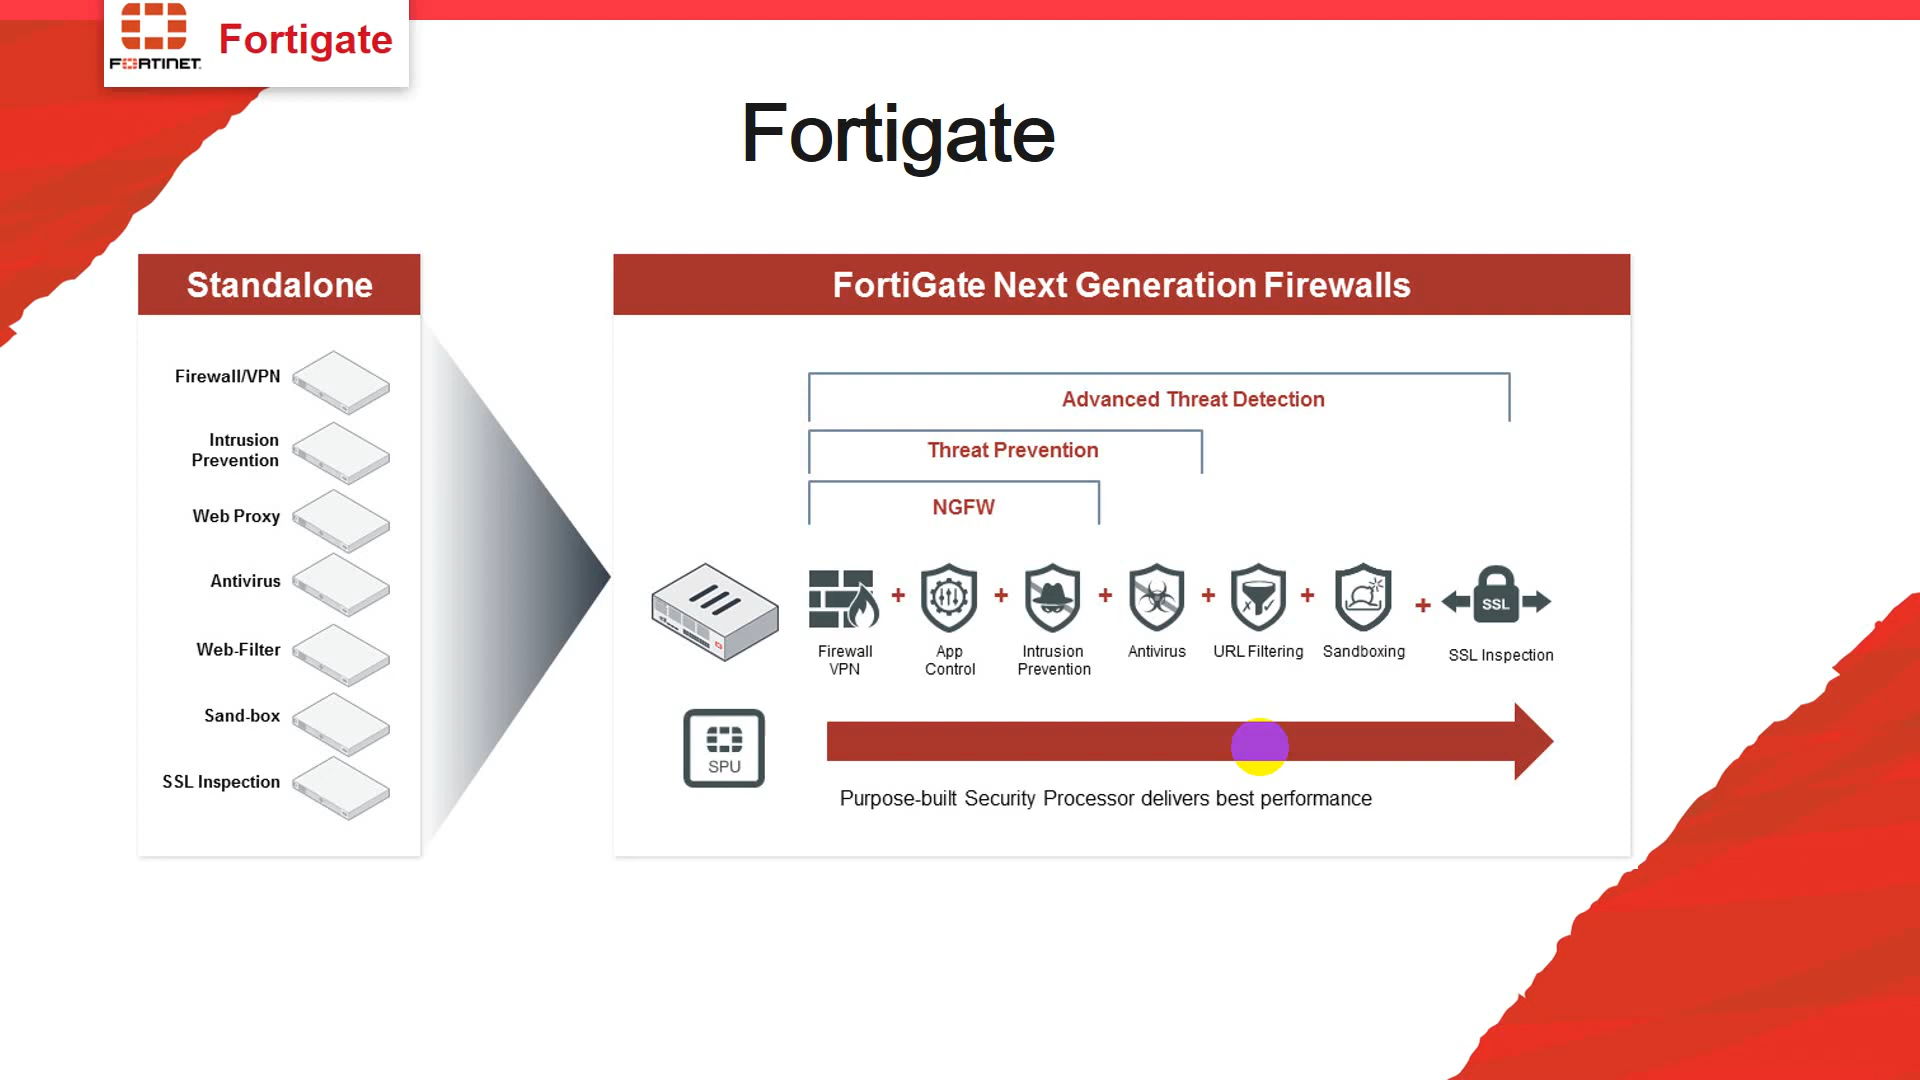 FORTINET
Fortigate
Fortigate
Standalone
Firewall/VPN
Intrusion
Prevention
Web Proxy
Antivirus
Web-Filter
Sand-box
SSL Inspection
FortiGate Next Generation Firewalls
Advanced Threat Detection
Threat Prevention
NGFW
+ + + + + +
SSL
Firewall
VPN
App
Control
Intrusion
Prevention
Antivirus
URL Filtering
Sandboxing
SSL Inspection
SPU
Purpose-built Security Processor delivers best performance